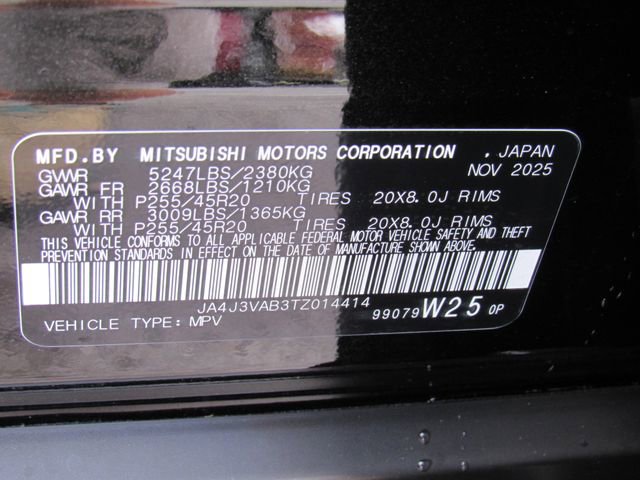 MFD.BY MITSUBISHI MOTORS CORPORATION , JAPAN
GVWR 5247LBS/2380KG NOV 2025
GAWR FR 2668LBS/1210KG
WITH P255/45R20 TIRES 20X8.0J RIMS
GAWR RR 3009LBS/1365KG
WITH P255/45R20 TIRES 20X8.0J RIMS
THIS VEHICLE CONFORMS TO ALL APPLICABLE FEDERAL MOTOR VEHICLE SAFETY AND THEFT
PREVENTION STANDARDS IN EFFECT ON THE DATE OF MANUFACTURE SHOWN ABOVE.
JA4J3VAB3TZ014414
99079 W25 0P
VEHICLE TYPE: MPV